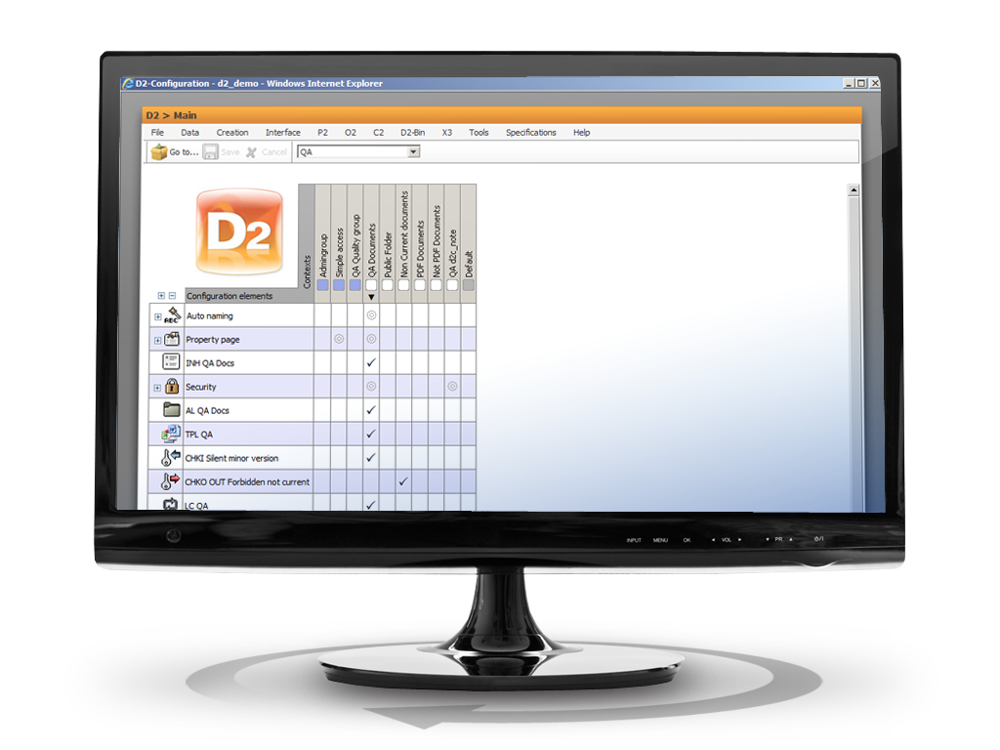 D2-Configuration - d2_demo - Windows Internet Explorer
D2 > Main
File Data Creation Interface P2 O2 C2 D2-Bin X3 Tools Specifications Help
Go to... Save Cancel QA
D2
Contexts
Admingroup
Simple access
QA Quality group
QA Documents
Public Folder
Non Current documents
PDF Documents
Not PDF Documents
QA d2c_note
Default
Configuration elements
ABC Auto naming
Property page
INH QA Docs
Security
AL QA Docs
TPL QA
CHKI Silent minor version
CHKO OUT Forbidden not current
LC QA
INPUT MENU OK ◄ VOL ► ▼ PR ▲ ⏻/I